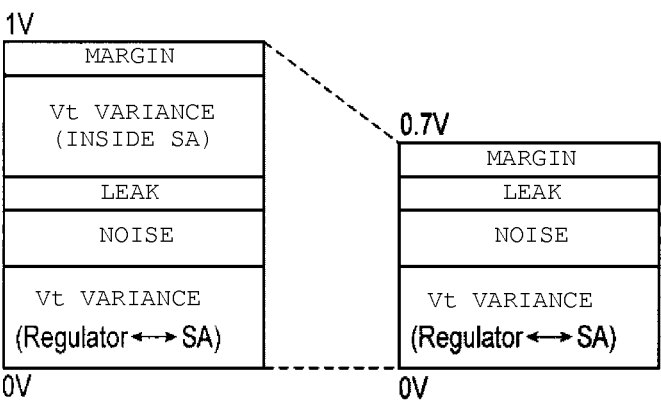 1V
MARGIN
Vt VARIANCE
(INSIDE SA)
LEAK
NOISE
Vt VARIANCE
(Regulator↔SA)
0V
0.7V
MARGIN
LEAK
NOISE
Vt VARIANCE
(Regulator↔SA)
0V